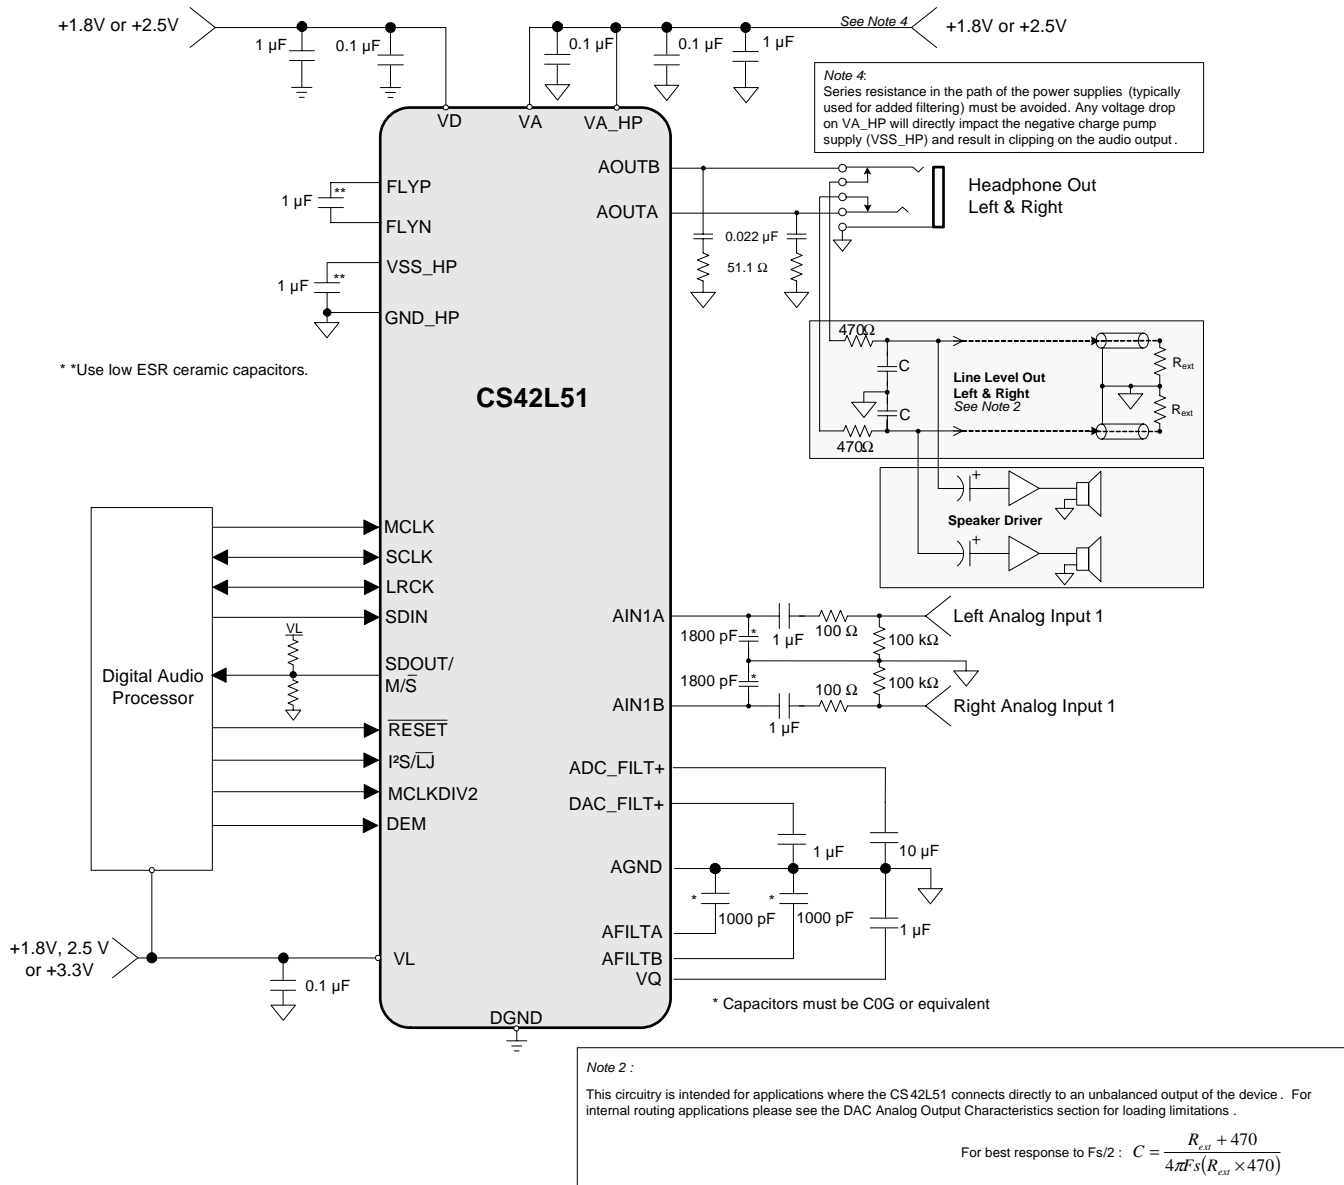 +1.8V or +2.5V
1 µF
0.1 µF
0.1 µF
0.1 µF
1 µF
See Note 4
+1.8V or +2.5V
Note 4:
Series resistance in the path of the power supplies (typically
used for added filtering) must be avoided. Any voltage drop
on VA_HP will directly impact the negative charge pump
supply (VSS_HP) and result in clipping on the audio output.
VD
VA
VA_HP
AOUTB
AOUTA
Headphone Out
Left & Right
1 µF
**
FLYP
FLYN
0.022 µF
51.1 Ω
1 µF
**
VSS_HP
GND_HP
* *Use low ESR ceramic capacitors.
CS42L51
470Ω
C
C
470Ω
Line Level Out
Left & Right
See Note 2
Rext
Rext
Speaker Driver
+
+
Digital Audio
Processor
MCLK
SCLK
LRCK
SDIN
VL
SDOUT/
M/S̅
R̅E̅S̅E̅T̅
I²S/L̅J̅
MCLKDIV2
DEM
AIN1A
1800 pF
*
1 µF
100 Ω
100 kΩ
Left Analog Input 1
1800 pF
*
100 Ω
100 kΩ
AIN1B
1 µF
Right Analog Input 1
ADC_FILT+
DAC_FILT+
1 µF
10 µF
AGND
*
1000 pF
*
1000 pF
1 µF
AFILTA
AFILTB
VQ
* Capacitors must be C0G or equivalent
+1.8V, 2.5 V
or +3.3V
VL
0.1 µF
DGND
Note 2 :
This circuitry is intended for applications where the CS42L51 connects directly to an unbalanced output of the device. For
internal routing applications please see the DAC Analog Output Characteristics section for loading limitations.
For best response to Fs/2 : C = (Rext + 470) / (4πFs(Rext × 470))